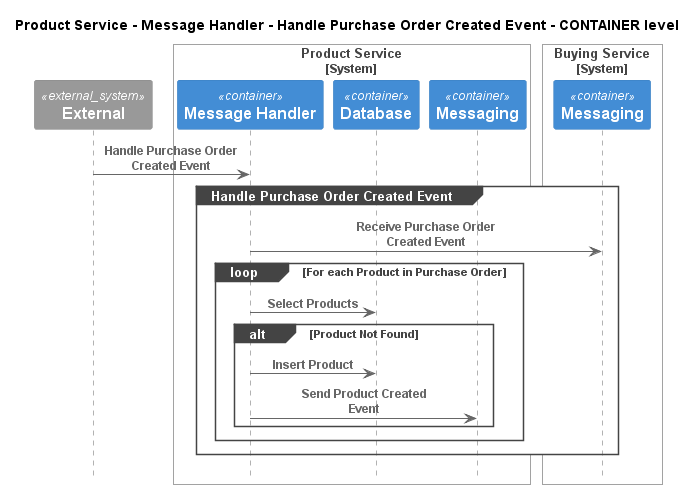 Product Service - Message Handler - Handle Purchase Order Created Event - CONTAINER level
Product Service
[System]
Buying Service
[System]
«external_system»
External
«container»
Message Handler
«container»
Database
«container»
Messaging
«container»
Messaging
Handle Purchase Order
Created Event
Handle Purchase Order Created Event
Receive Purchase Order
Created Event
loop [For each Product in Purchase Order]
Select Products
alt [Product Not Found]
Insert Product
Send Product Created
Event